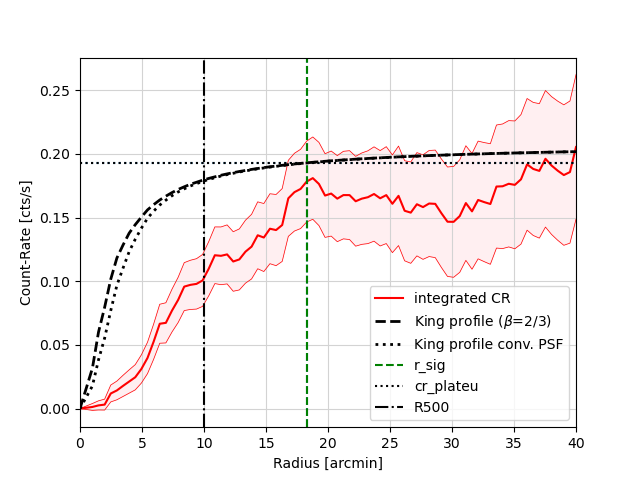 0.25
0.20
0.15
0.10
0.05
0.00
Count-Rate [cts/s]
integrated CR
King profile (β=2/3)
King profile conv. PSF
r_sig
cr_plateu
R500
0 5 10 15 20 25 30 35 40
Radius [arcmin]